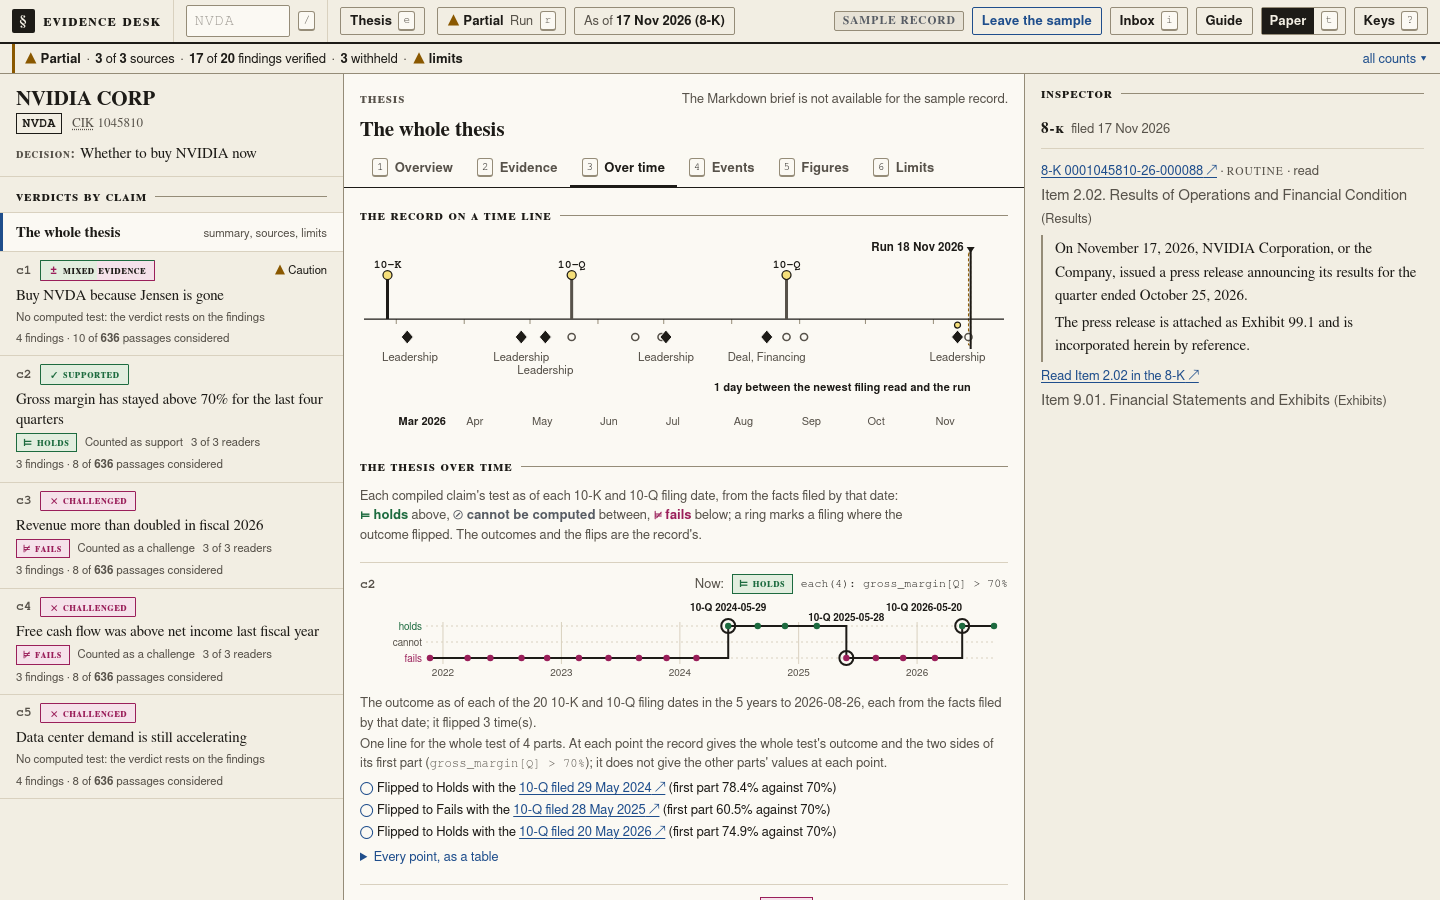 § EVIDENCE DESK NVDA / Thesis e ▲ Partial Run r As of 17 Nov 2026 (8-K) SAMPLE RECORD Leave the sample Inbox i Guide Paper t Keys ?
▲ Partial · 3 of 3 sources · 17 of 20 findings verified · 3 withheld · ▲ limits all counts ▾
NVIDIA CORP
NVDA CIK 1045810
DECISION: Whether to buy NVIDIA now
VERDICTS BY CLAIM
The whole thesis summary, sources, limits
c1 ± MIXED EVIDENCE ▲ Caution
Buy NVDA because Jensen is gone
No computed test: the verdict rests on the findings
4 findings · 10 of 636 passages considered
c2 ✓ SUPPORTED
Gross margin has stayed above 70% for the last four
quarters
⊨ HOLDS Counted as support 3 of 3 readers
3 findings · 8 of 636 passages considered
c3 × CHALLENGED
Revenue more than doubled in fiscal 2026
⊭ FAILS Counted as a challenge 3 of 3 readers
3 findings · 8 of 636 passages considered
c4 × CHALLENGED
Free cash flow was above net income last fiscal year
⊭ FAILS Counted as a challenge 3 of 3 readers
3 findings · 8 of 636 passages considered
c5 × CHALLENGED
Data center demand is still accelerating
No computed test: the verdict rests on the findings
4 findings · 8 of 636 passages considered
THESIS The Markdown brief is not available for the sample record.
The whole thesis
1 Overview 2 Evidence 3 Over time 4 Events 5 Figures 6 Limits
THE RECORD ON A TIME LINE
Run 18 Nov 2026
10-K 10-Q 10-Q
Leadership Leadership Leadership Deal, Financing Leadership
Leadership
1 day between the newest filing read and the run
Mar 2026 Apr May Jun Jul Aug Sep Oct Nov
THE THESIS OVER TIME
Each compiled claim's test as of each 10-K and 10-Q filing date, from the facts filed by that date:
⊨ holds above, ⊘ cannot be computed between, ⊭ fails below; a ring marks a filing where the
outcome flipped. The outcomes and the flips are the record's.
c2 Now: ⊨ HOLDS each(4): gross_margin[Q] > 70%
10-Q 2024-05-29 10-Q 2026-05-20
10-Q 2025-05-28
holds
cannot
fails
2022 2023 2024 2025 2026
The outcome as of each of the 20 10-K and 10-Q filing dates in the 5 years to 2026-08-26, each from the facts filed
by that date; it flipped 3 time(s).
One line for the whole test of 4 parts. At each point the record gives the whole test's outcome and the two sides of
its first part (gross_margin[Q] > 70%); it does not give the other parts' values at each point.
Flipped to Holds with the 10-Q filed 29 May 2024 ↗ (first part 78.4% against 70%)
Flipped to Fails with the 10-Q filed 28 May 2025 ↗ (first part 60.5% against 70%)
Flipped to Holds with the 10-Q filed 20 May 2026 ↗ (first part 74.9% against 70%)
▶ Every point, as a table
INSPECTOR
8-K filed 17 Nov 2026
8-K 0001045810-26-000088 ↗ · ROUTINE · read
Item 2.02. Results of Operations and Financial Condition
(Results)
On November 17, 2026, NVIDIA Corporation, or the
Company, issued a press release announcing its results for the
quarter ended October 25, 2026.
The press release is attached as Exhibit 99.1 and is
incorporated herein by reference.
Read Item 2.02 in the 8-K ↗
Item 9.01. Financial Statements and Exhibits (Exhibits)